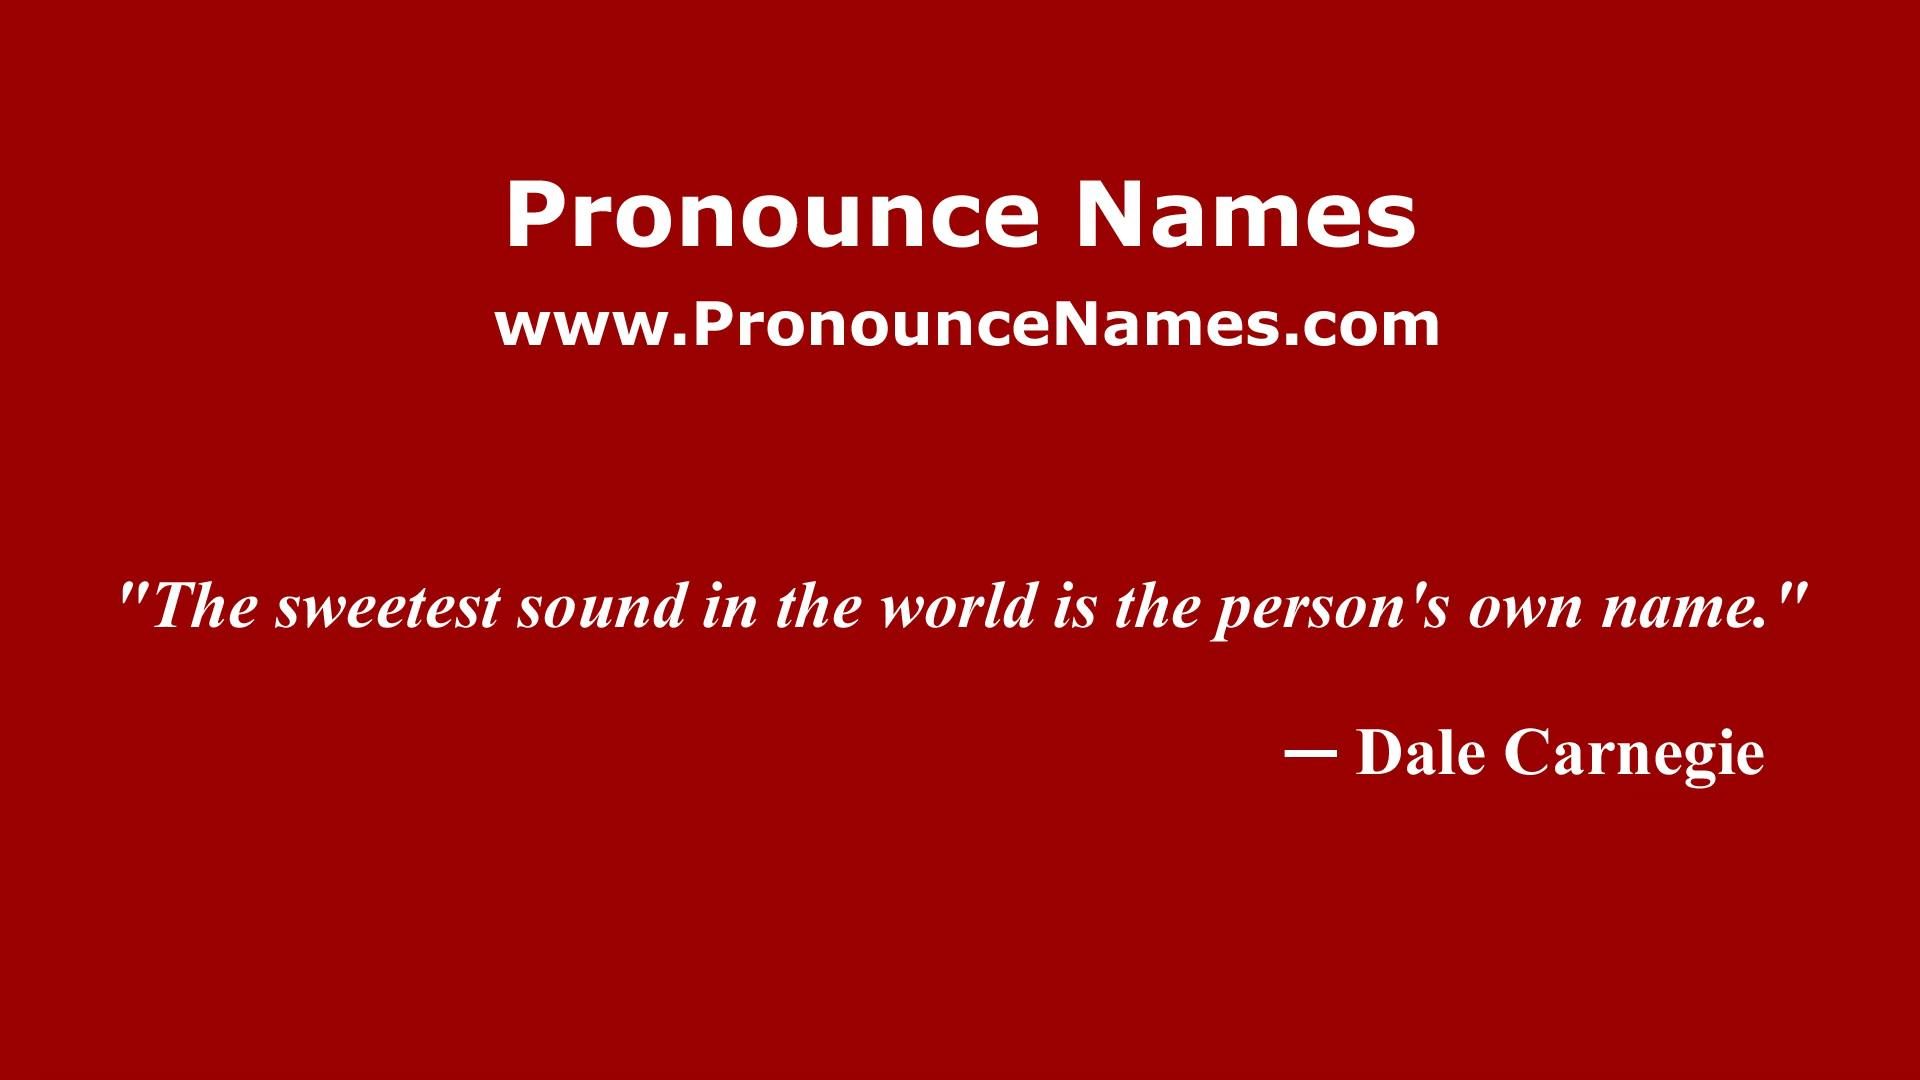 Pronounce Names
www.PronounceNames.com
"The sweetest sound in the world is the person's own name."
— Dale Carnegie